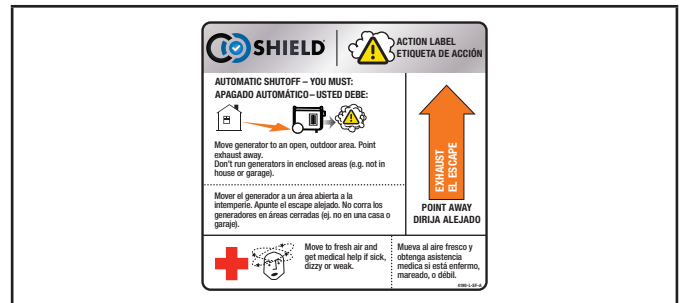 CO SHIELD
ACTION LABEL
ETIQUETA DE ACCIÓN
AUTOMATIC SHUTOFF – YOU MUST:
APAGADO AUTOMÁTICO – USTED DEBE:
Move generator to an open, outdoor area. Point
exhaust away.
Don't run generators in enclosed areas (e.g. not in
house or garage).
Mover el generador a un área abierta a la
intemperie. Apunte el escape alejado. No corra los
generadores en áreas cerradas (ej. no en una casa o
garaje).
EXHAUST
EL ESCAPE
POINT AWAY
DIRIJA ALEJADO
Move to fresh air and
get medical help if sick,
dizzy or weak.
Mueva al aire fresco y
obtenga asistencia
medica si está enfermo,
mareado, o débil.